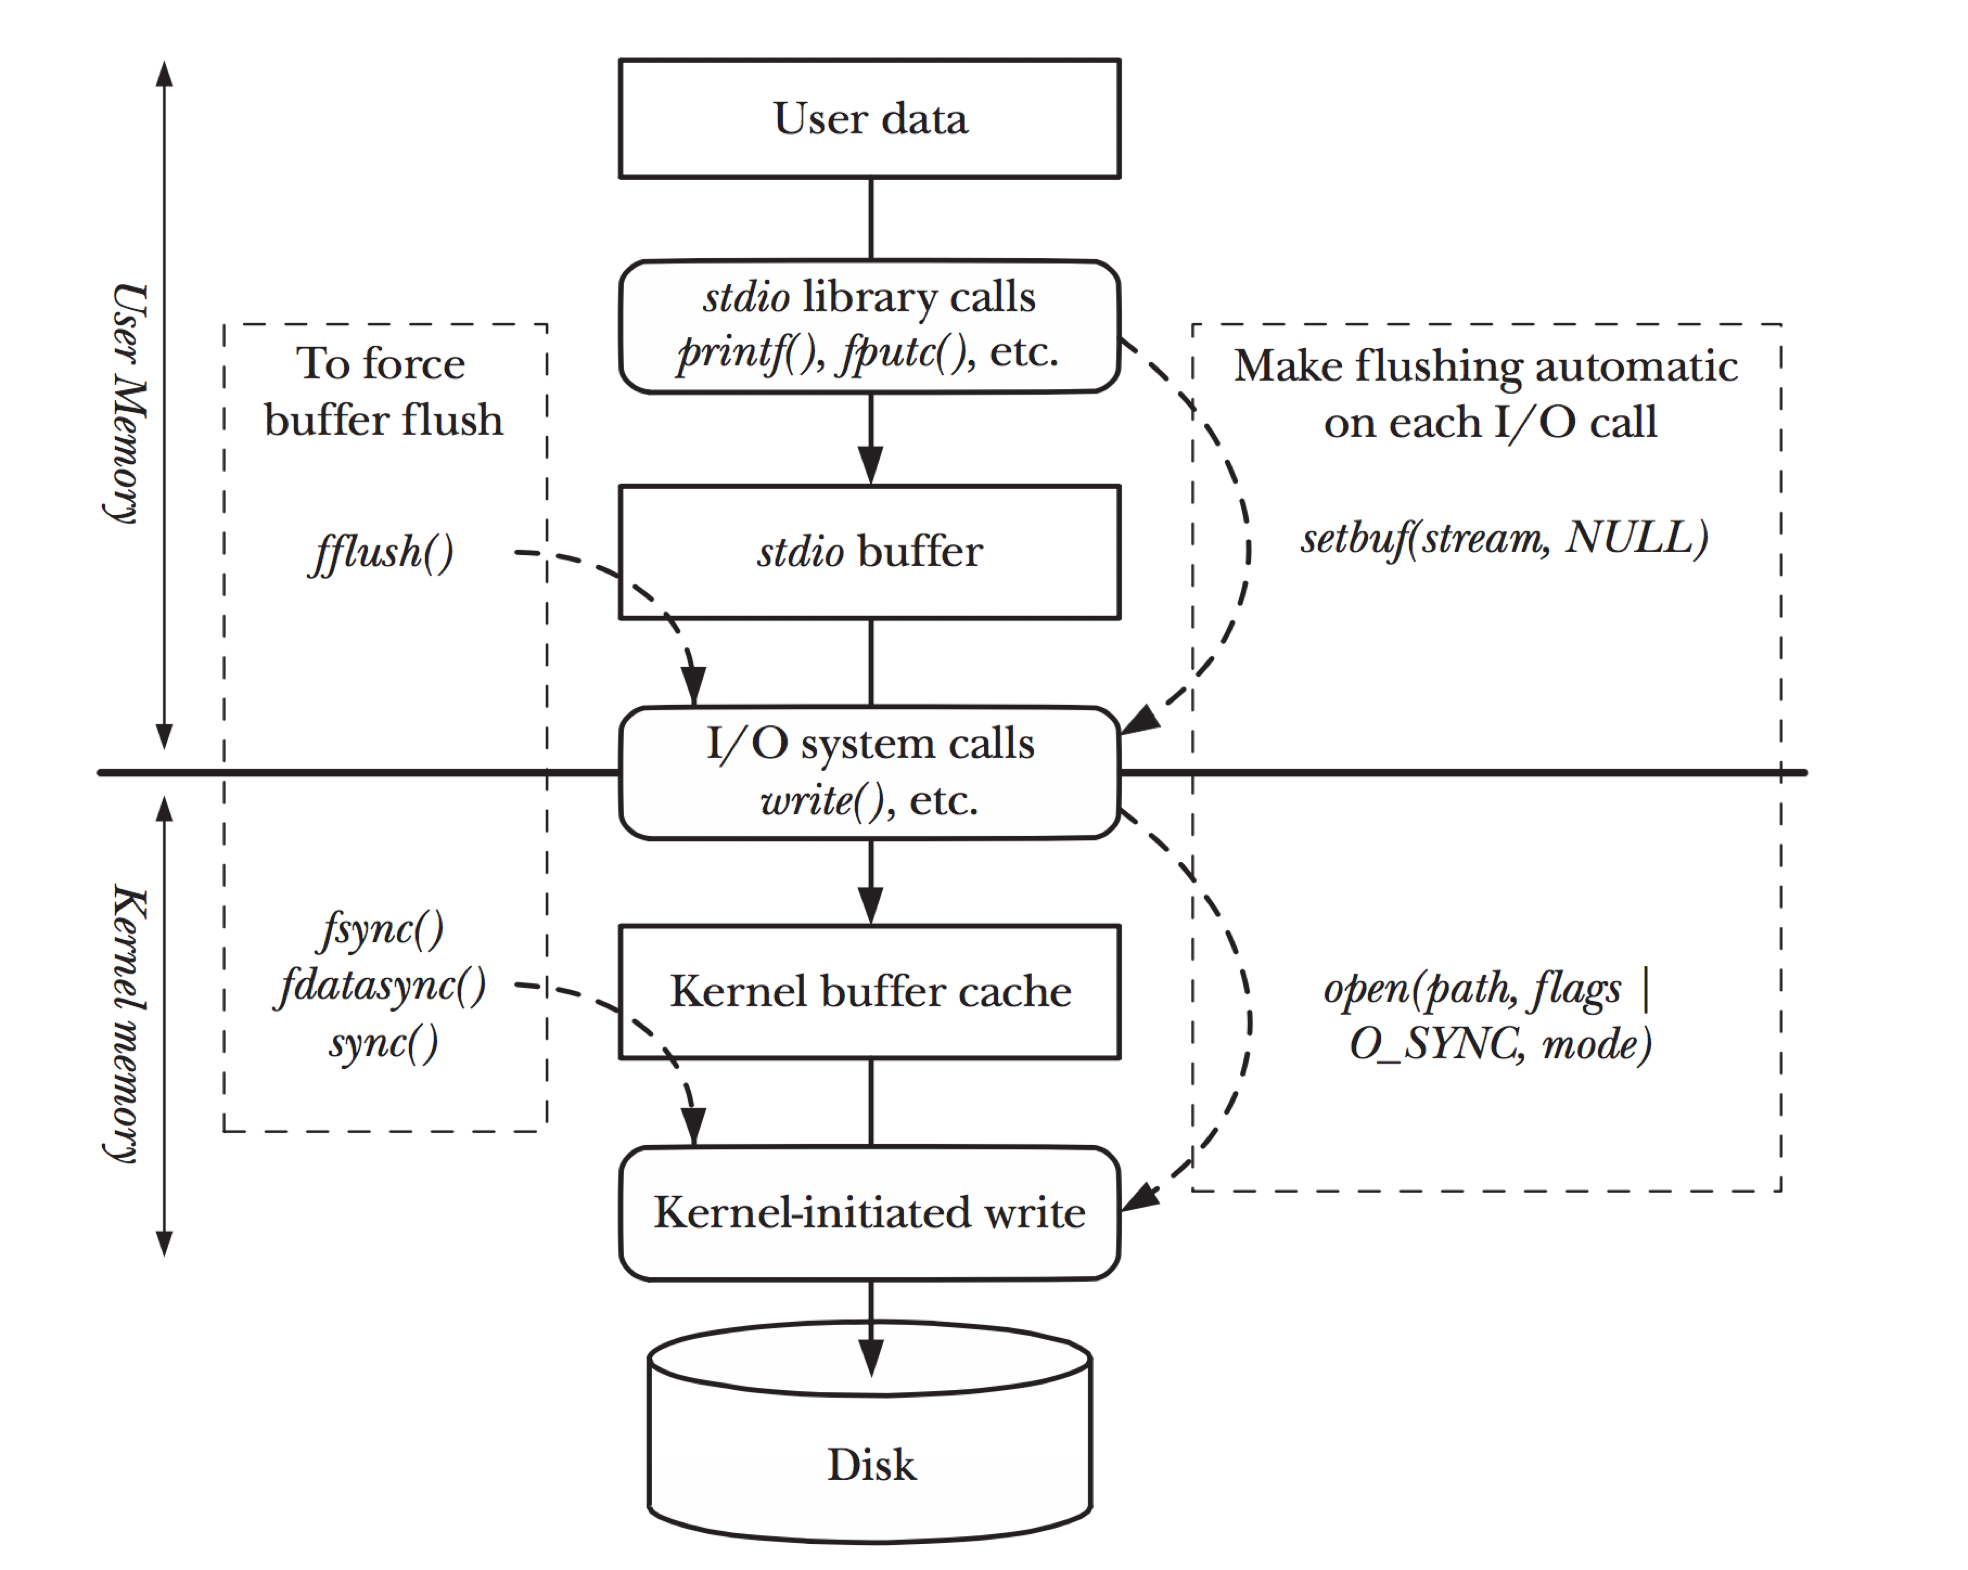 User data
stdio library calls
printf(), fputc(), etc.
To force
buffer flush
Make flushing automatic
on each I/O call
User Memory
fflush()
stdio buffer
setbuf(stream, NULL)
I/O system calls
write(), etc.
Kernel memory
fsync()
fdatasync()
sync()
Kernel buffer cache
open(path, flags |
O_SYNC, mode)
Kernel-initiated write
Disk